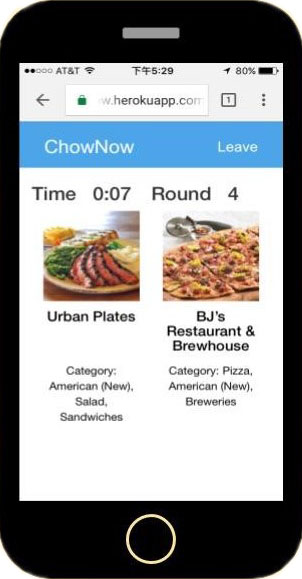 ●●○○○ AT&T 下午5:29 80%
w.herokuapp.com 1
ChowNow Leave
Time 0:07 Round 4
Urban Plates
BJ's
Restaurant &
Brewhouse
Category:
American (New),
Salad,
Sandwiches
Category: Pizza,
American (New),
Breweries